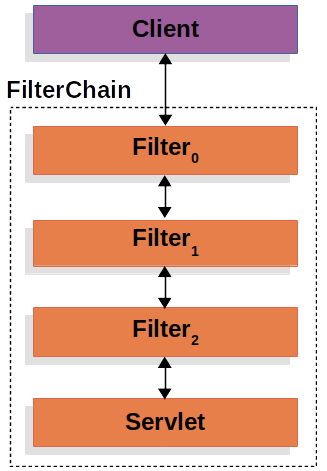 Client
FilterChain
Filter0
Filter1
Filter2
Servlet